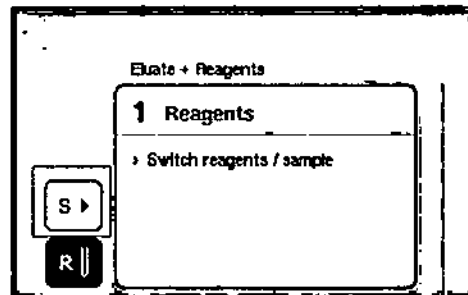 Eluate + Reagents
1 Reagents
› Switch reagents / sample
S
R